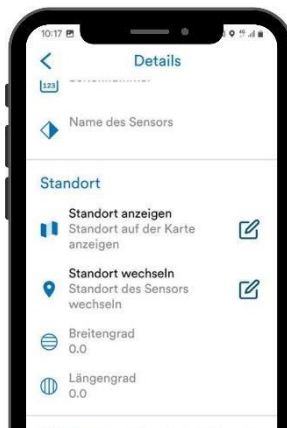 10:17
Details
123
Name des Sensors
Standort
Standort anzeigen
Standort auf der Karte
anzeigen
Standort wechseln
Standort des Sensors
wechseln
Breitengrad
0.0
Längengrad
0.0